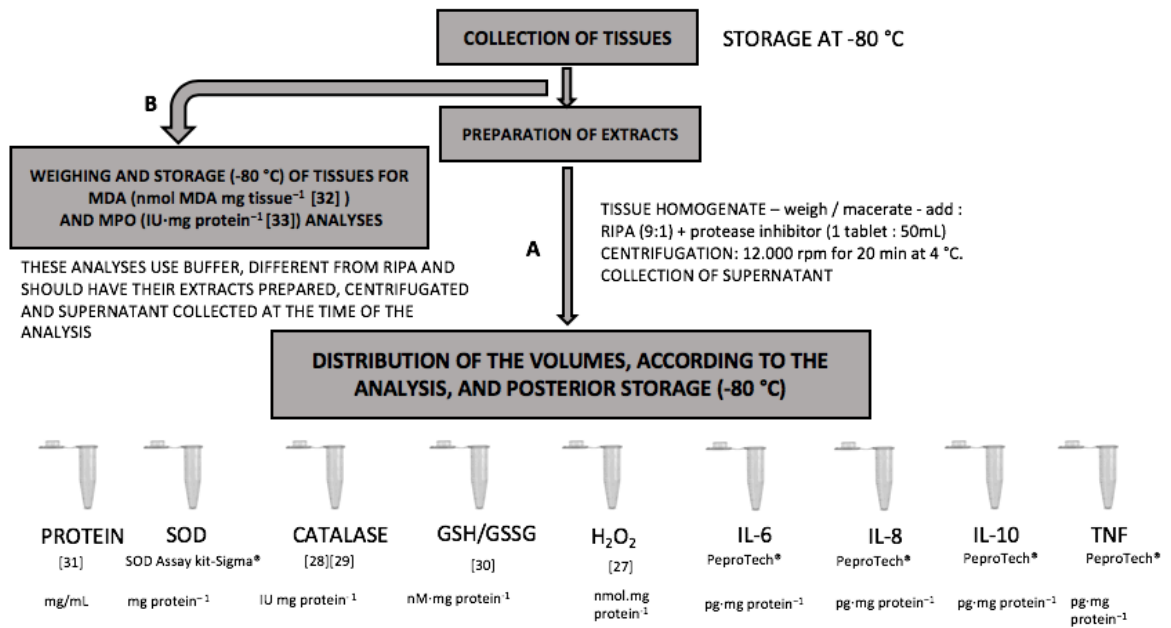 COLLECTION OF TISSUES
STORAGE AT -80 °C
B
PREPARATION OF EXTRACTS
WEIGHING AND STORAGE (-80 °C) OF TISSUES FOR
MDA (nmol MDA mg tissue⁻¹ [32] )
AND MPO (IU·mg protein⁻¹ [33]) ANALYSES
THESE ANALYSES USE BUFFER, DIFFERENT FROM RIPA AND
SHOULD HAVE THEIR EXTRACTS PREPARED, CENTRIFUGATED
AND SUPERNATANT COLLECTED AT THE TIME OF THE
ANALYSIS
A
TISSUE HOMOGENATE – weigh / macerate - add :
RIPA (9:1) + protease inhibitor (1 tablet : 50mL)
CENTRIFUGATION: 12.000 rpm for 20 min at 4 °C.
COLLECTION OF SUPERNATANT
DISTRIBUTION OF THE VOLUMES, ACCORDING TO THE
ANALYSIS, AND POSTERIOR STORAGE (-80 °C)
PROTEIN
[31]
mg/mL
SOD
SOD Assay kit-Sigma®
mg protein⁻¹
CATALASE
[28][29]
IU mg protein⁻¹
GSH/GSSG
[30]
nM·mg protein⁻¹
H₂O₂
[27]
nmol.mg
protein⁻¹
IL-6
PeproTech®
pg·mg protein⁻¹
IL-8
PeproTech®
pg·mg protein⁻¹
IL-10
PeproTech®
pg·mg protein⁻¹
TNF
PeproTech®
pg·mg
protein⁻¹